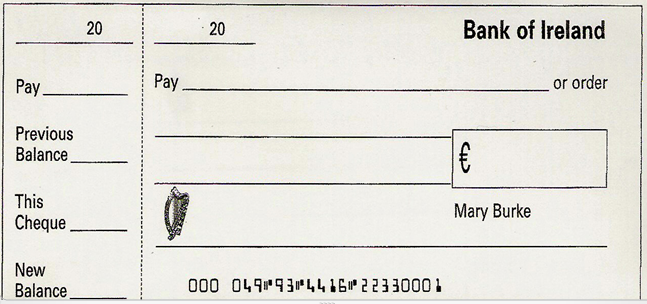 20
Pay
Previous
Balance
This
Cheque
New
Balance
20
Bank of Ireland
Pay or order
€
Mary Burke
000 049⑈93⑈4416⑈22330001